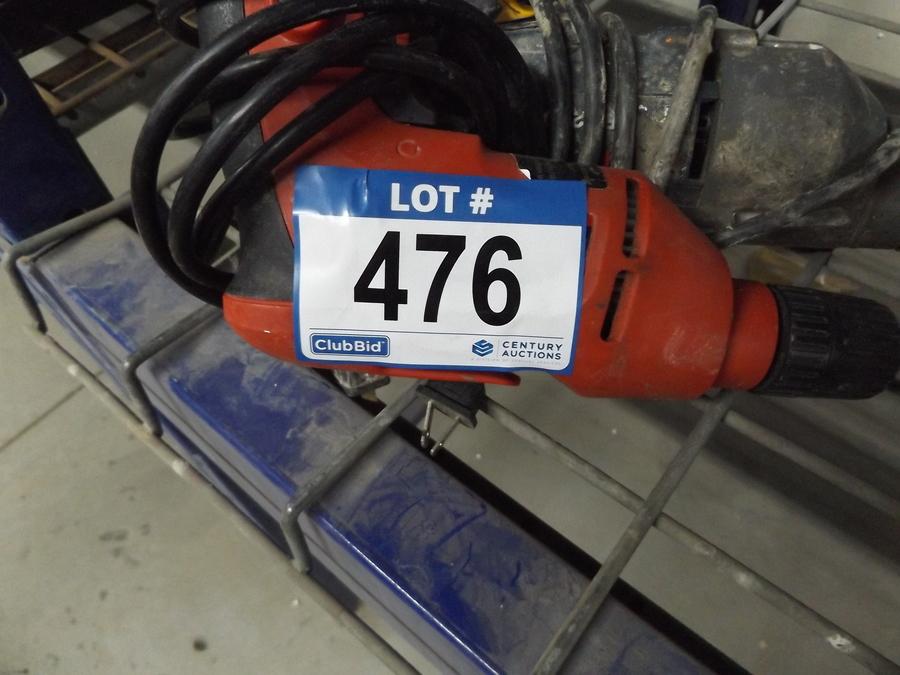 LOT #
476
ClubBid
CENTURY
AUCTIONS